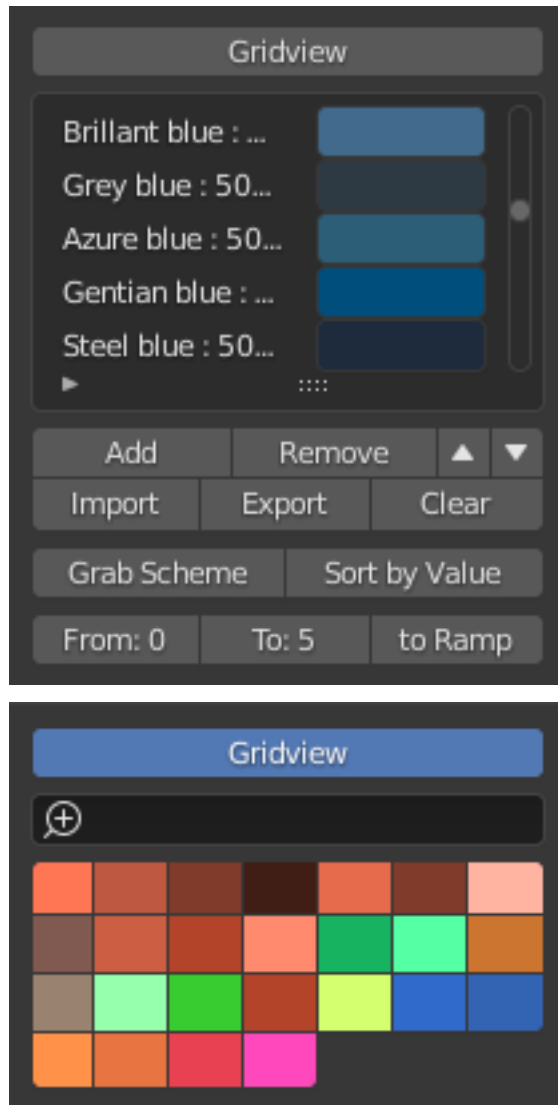 Gridview
Brillant blue : ...
Grey blue : 50...
Azure blue : 50...
Gentian blue : ...
Steel blue : 50...
Add Remove
Import Export Clear
Grab Scheme Sort by Value
From: 0 To: 5 to Ramp
Gridview